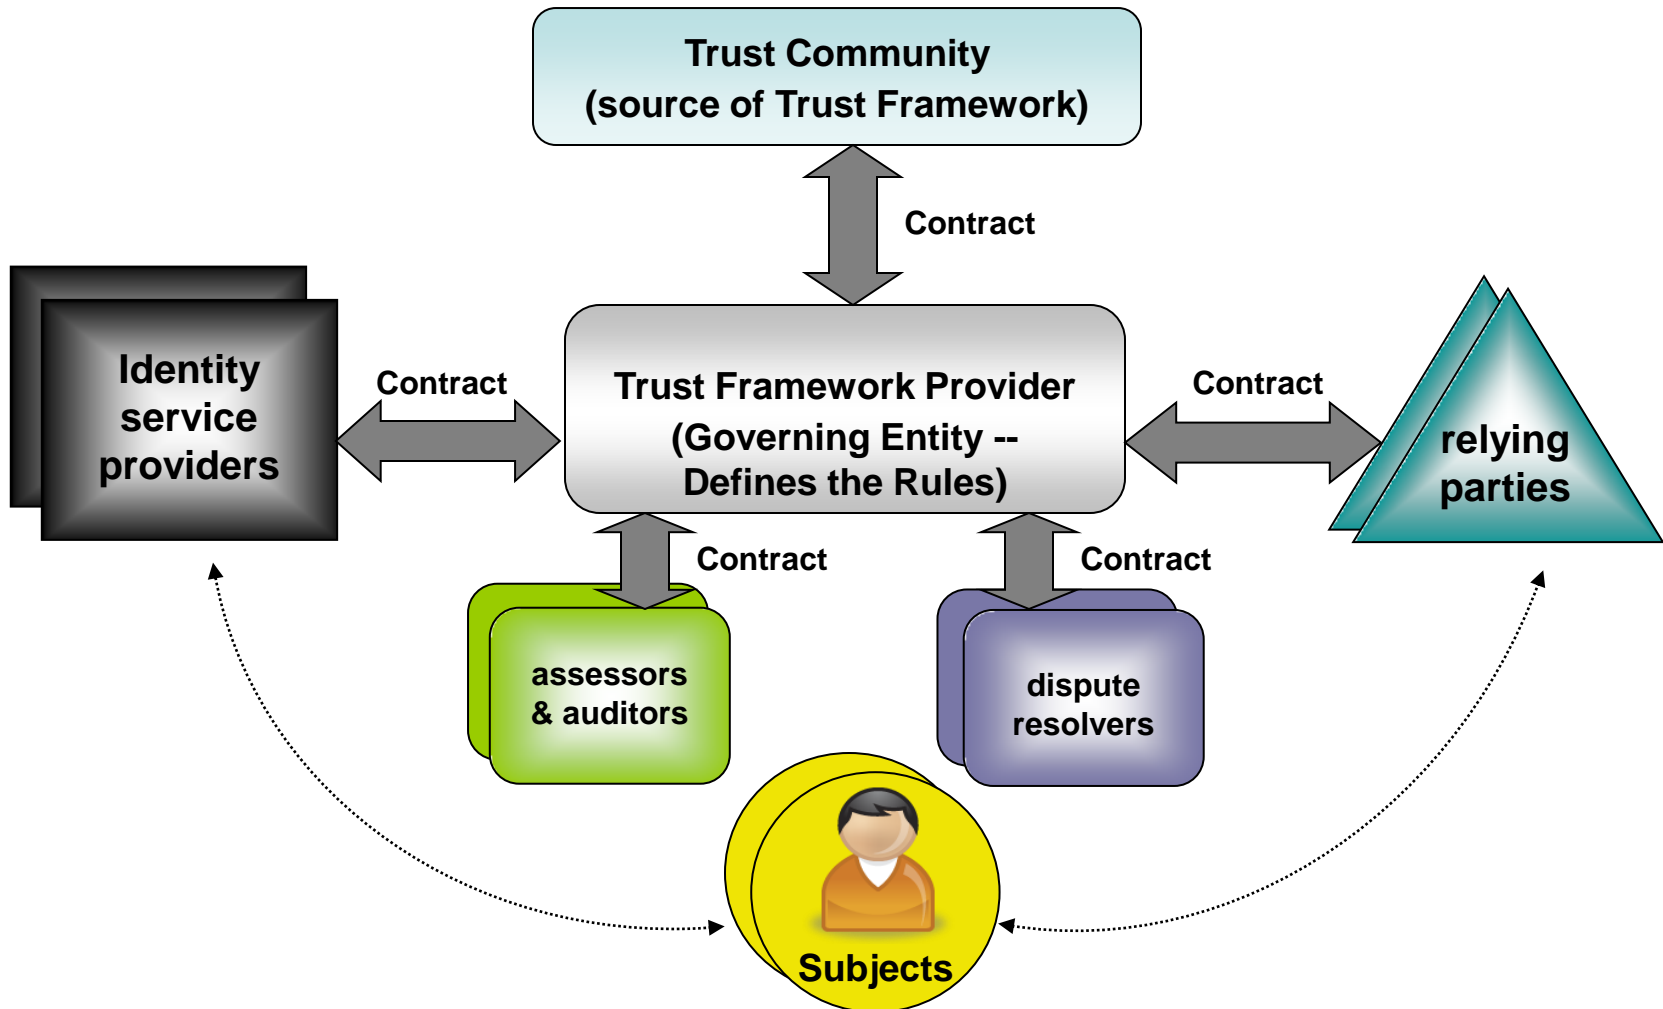 Trust Community
(source of Trust Framework)
Contract
Identity
service
providers
Contract
Trust Framework Provider
(Governing Entity --
Defines the Rules)
Contract
relying
parties
Contract
Contract
assessors
& auditors
dispute
resolvers
Subjects